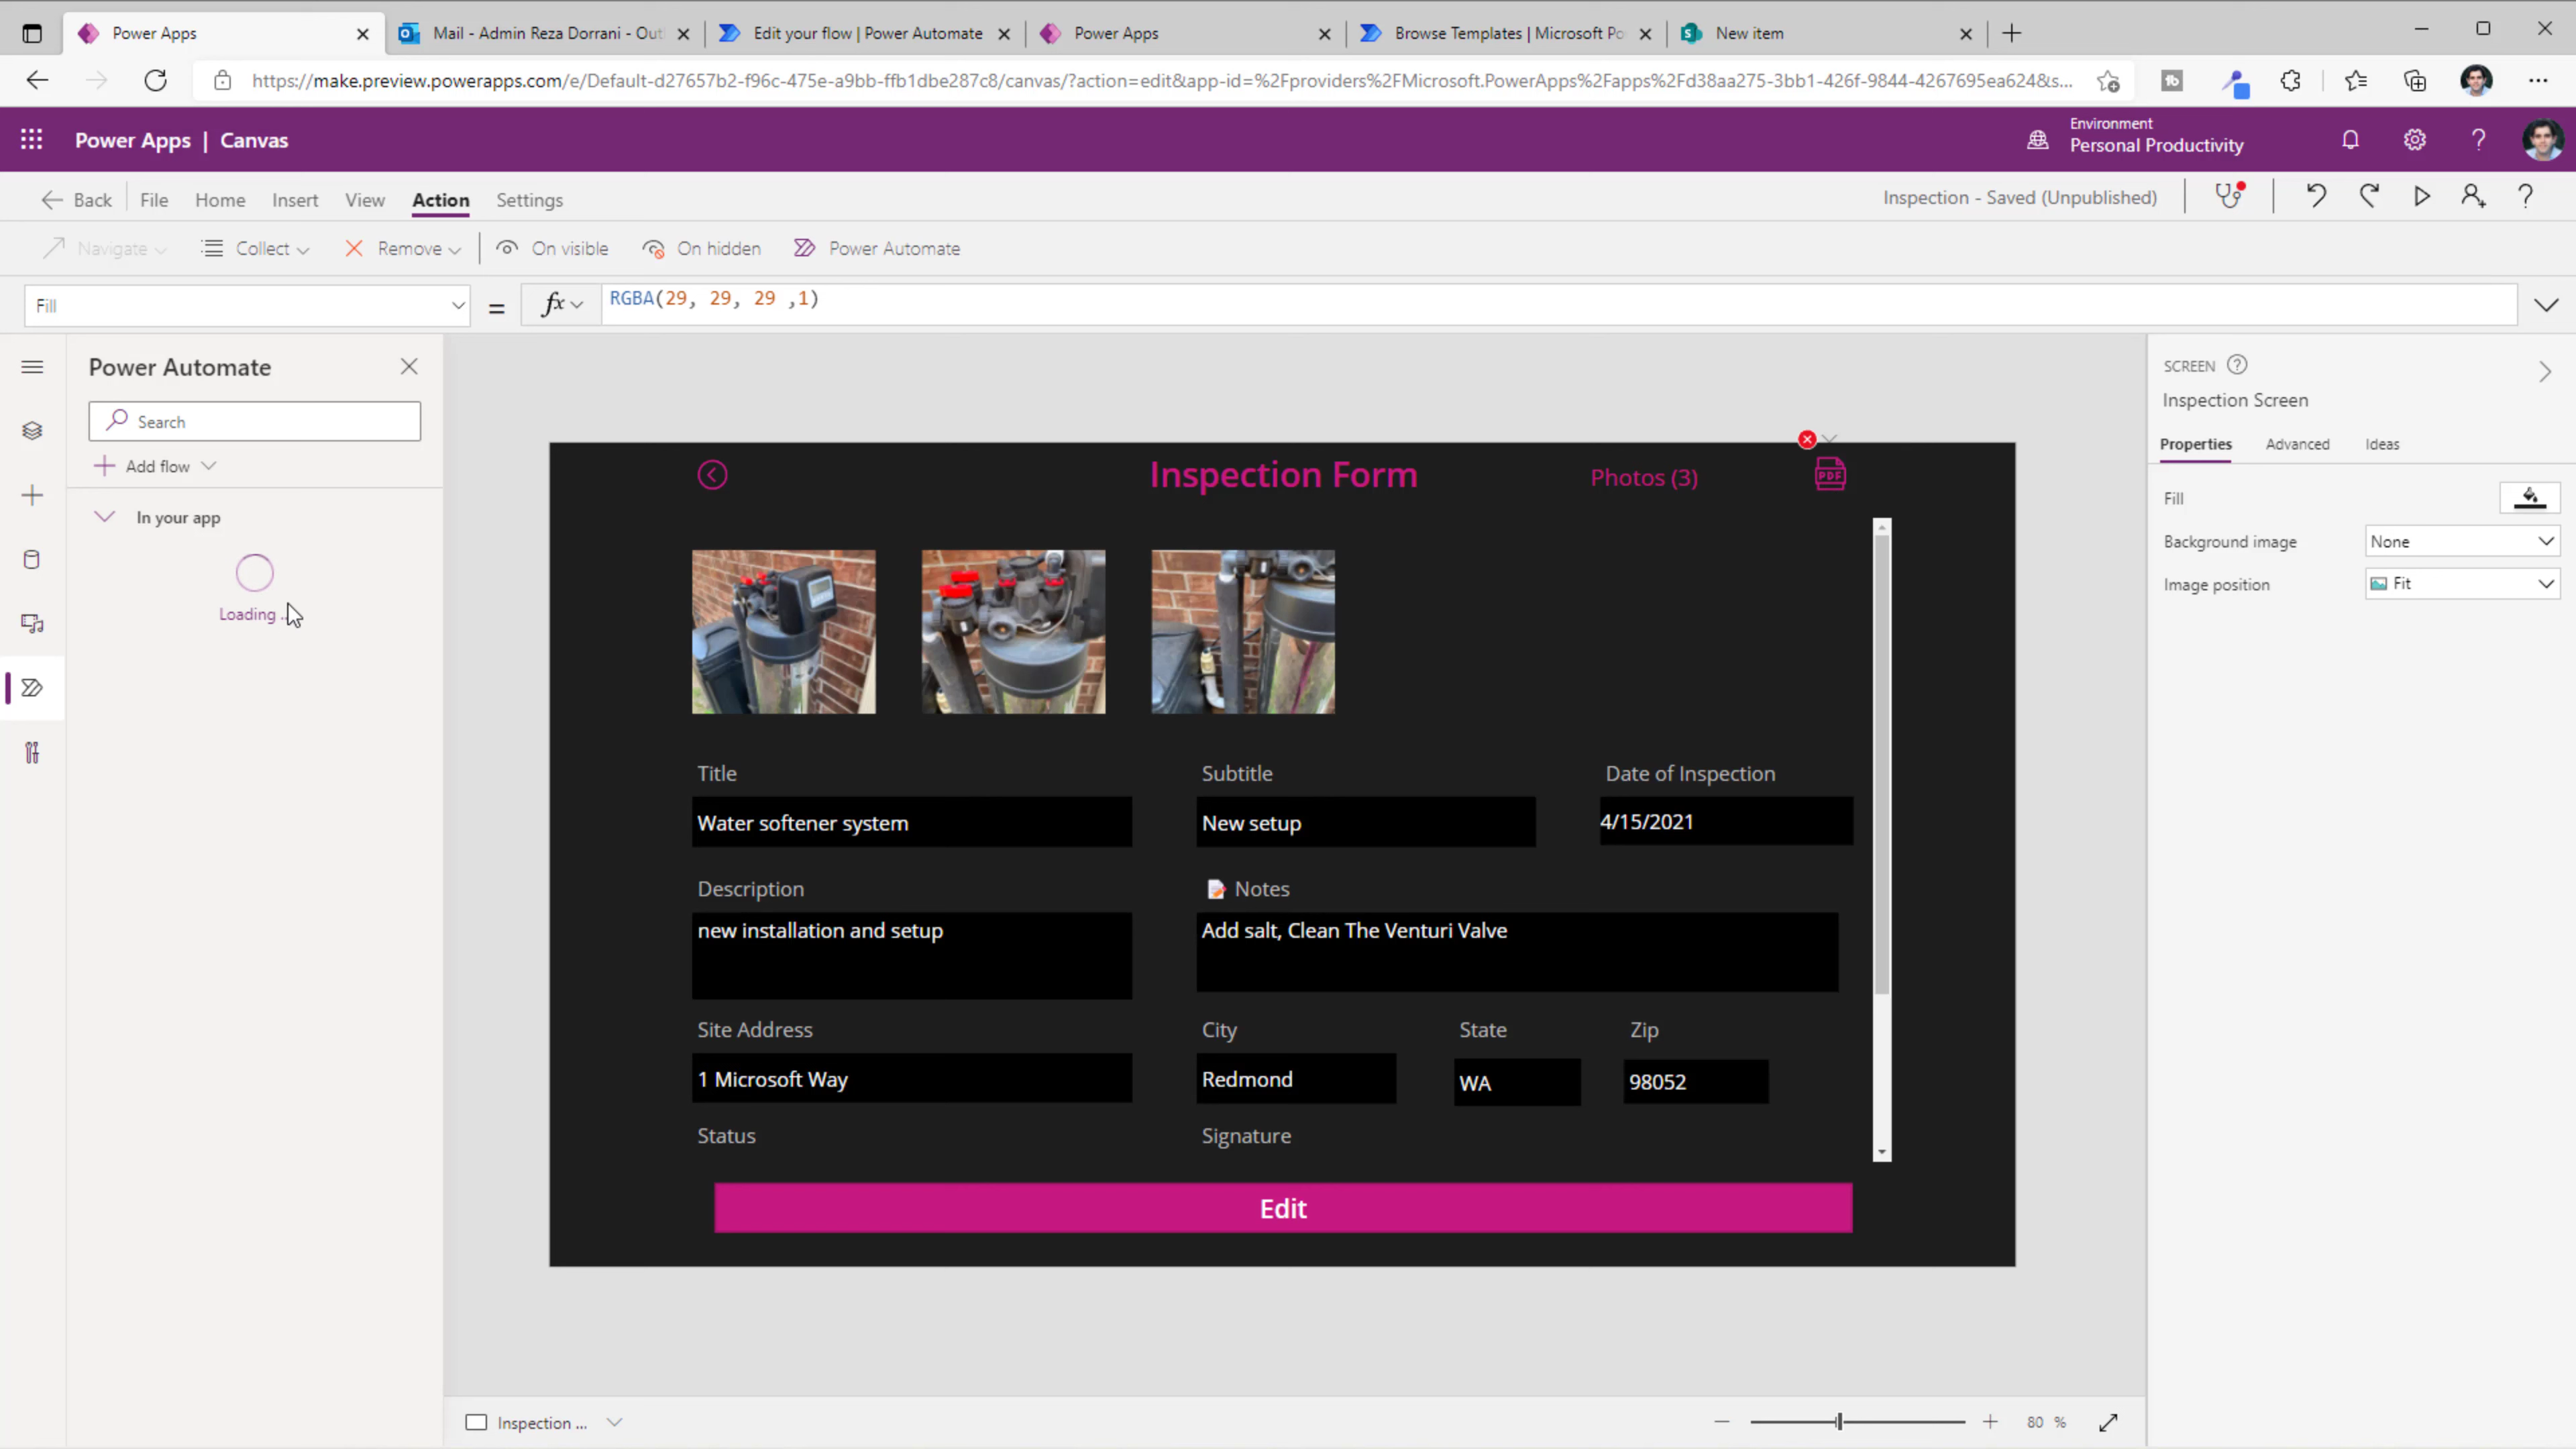 Power Apps
Mail - Admin Reza Dorrani - Out
Edit your flow | Power Automate
Power Apps
Browse Templates | Microsoft Po
New item
https://make.preview.powerapps.com/e/Default-d27657b2-f96c-475e-a9bb-ffb1dbe287c8/canvas/?action=edit&app-id=%2Fproviders%2FMicrosoft.PowerApps%2Fapps%2Fd38aa275-3bb1-426f-9844-4267695ea624&s...
Power Apps | Canvas
Environment
Personal Productivity
Back
File
Home
Insert
View
Action
Settings
Inspection - Saved (Unpublished)
Navigate
Collect
Remove
On visible
On hidden
Power Automate
Fill
=
fx
RGBA(29, 29, 29 ,1)
Power Automate
Search
Add flow
In your app
Loading ...
Inspection Form
Photos (3)
PDF
Title
Subtitle
Date of Inspection
Water softener system
New setup
4/15/2021
Description
Notes
new installation and setup
Add salt, Clean The Venturi Valve
Site Address
City
State
Zip
1 Microsoft Way
Redmond
WA
98052
Status
Signature
Edit
SCREEN
Inspection Screen
Properties
Advanced
Ideas
Fill
Background image
None
Image position
Fit
Inspection ...
80 %